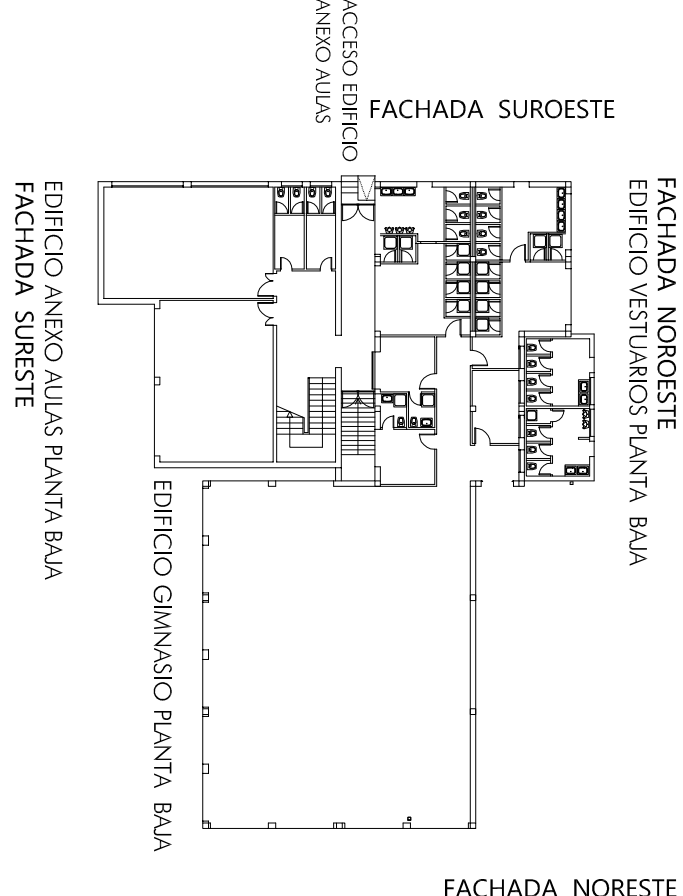 ACCESO EDIFICIO
ANEXO AULAS
FACHADA SUROESTE
EDIFICIO ANEXO AULAS PLANTA BAJA
FACHADA SURESTE
FACHADA NOROESTE
EDIFICIO VESTUARIOS PLANTA BAJA
EDIFICIO GIMNASIO PLANTA BAJA
FACHADA NORESTE